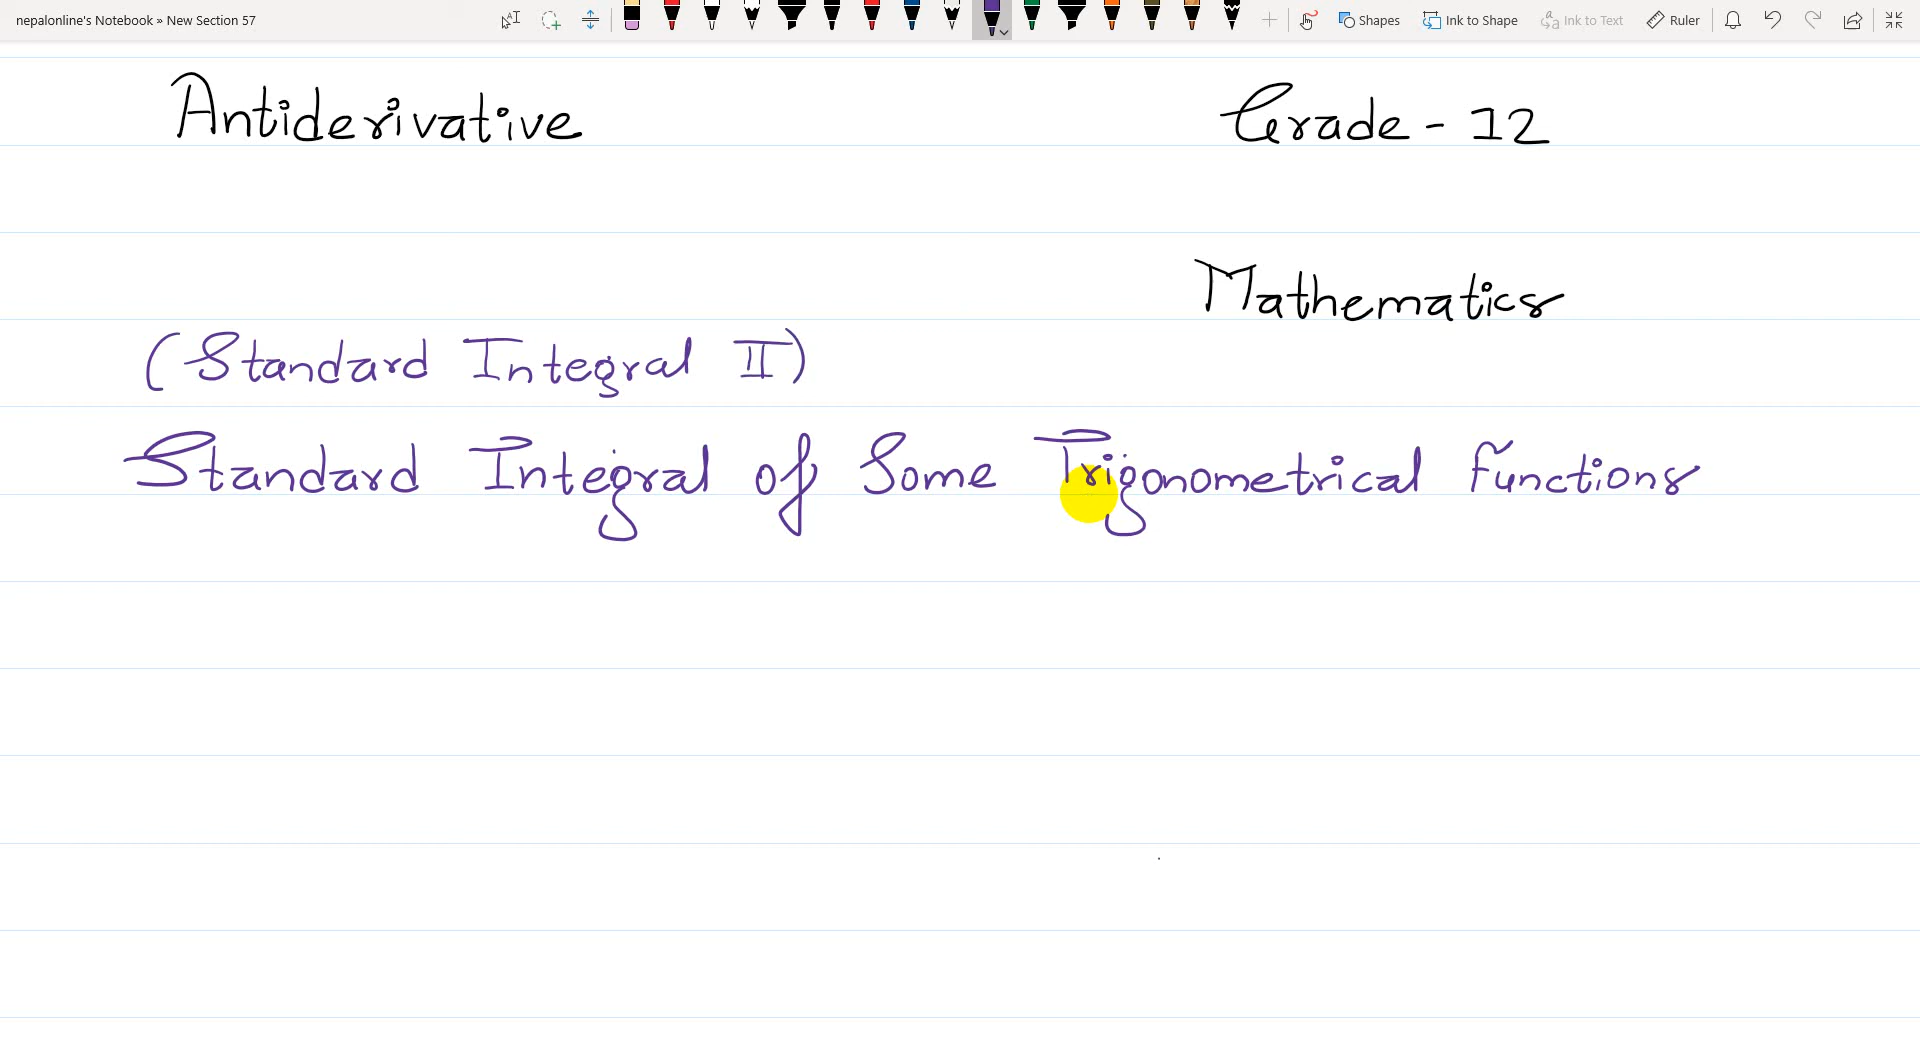 nepalonline's Notebook » New Section 57
Shapes
Ink to Shape
Ink to Text
Ruler
Antiderivative
Grade - 12
Mathematics
(Standard Integral II)
Standard Integral of Some Trigonometrical Functions